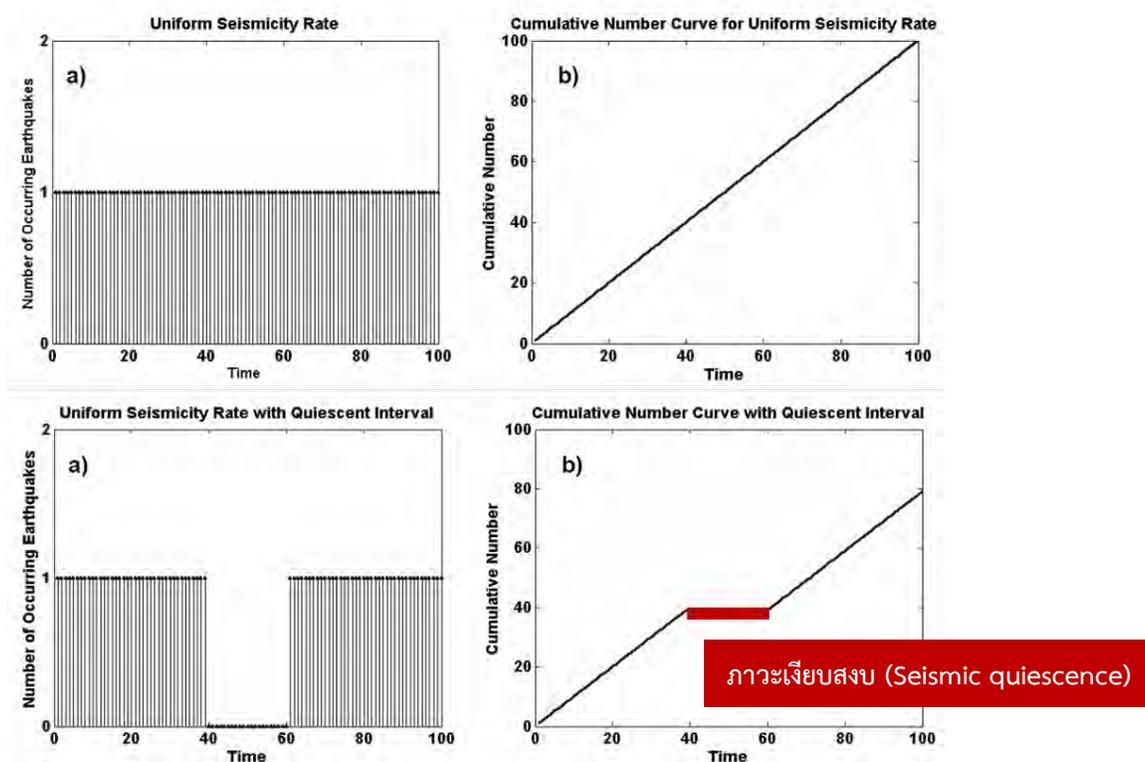 Uniform Seismicity Rate
2
1
0
a)
Number of Occurring Earthquakes
0 20 40 60 80 100
Time
Cumulative Number Curve for Uniform Seismicity Rate
100
80
60
40
20
0
b)
Cumulative Number
0 20 40 60 80 100
Time
Uniform Seismicity Rate with Quiescent Interval
2
1
0
a)
Number of Occurring Earthquakes
0 20 40 60 80 100
Time
Cumulative Number Curve with Quiescent Interval
100
80
60
40
20
0
b)
Cumulative Number
ภาวะเงียบสงบ (Seismic quiescence)
0 20 40 60 80 100
Time